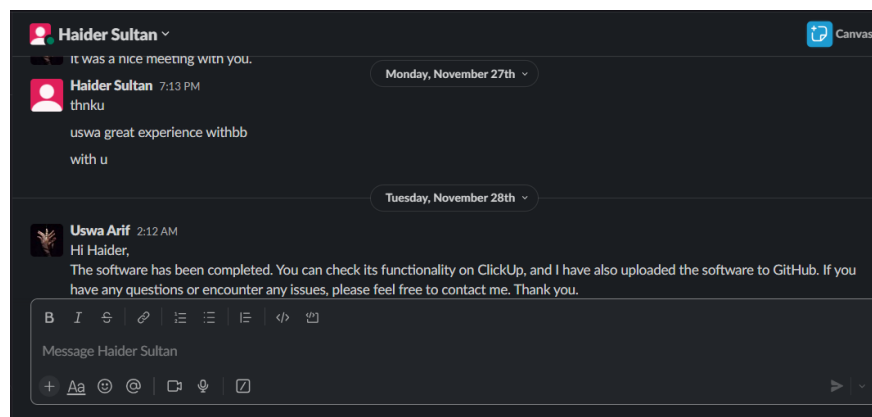 Haider Sultan
Canvas
It was a nice meeting with you.
Monday, November 27th
Haider Sultan 7:13 PM
thnku
uswa great experience withbb
with u
Tuesday, November 28th
Uswa Arif 2:12 AM
Hi Haider,
The software has been completed. You can check its functionality on ClickUp, and I have also uploaded the software to GitHub. If you
have any questions or encounter any issues, please feel free to contact me. Thank you.
B I S
Message Haider Sultan
Aa